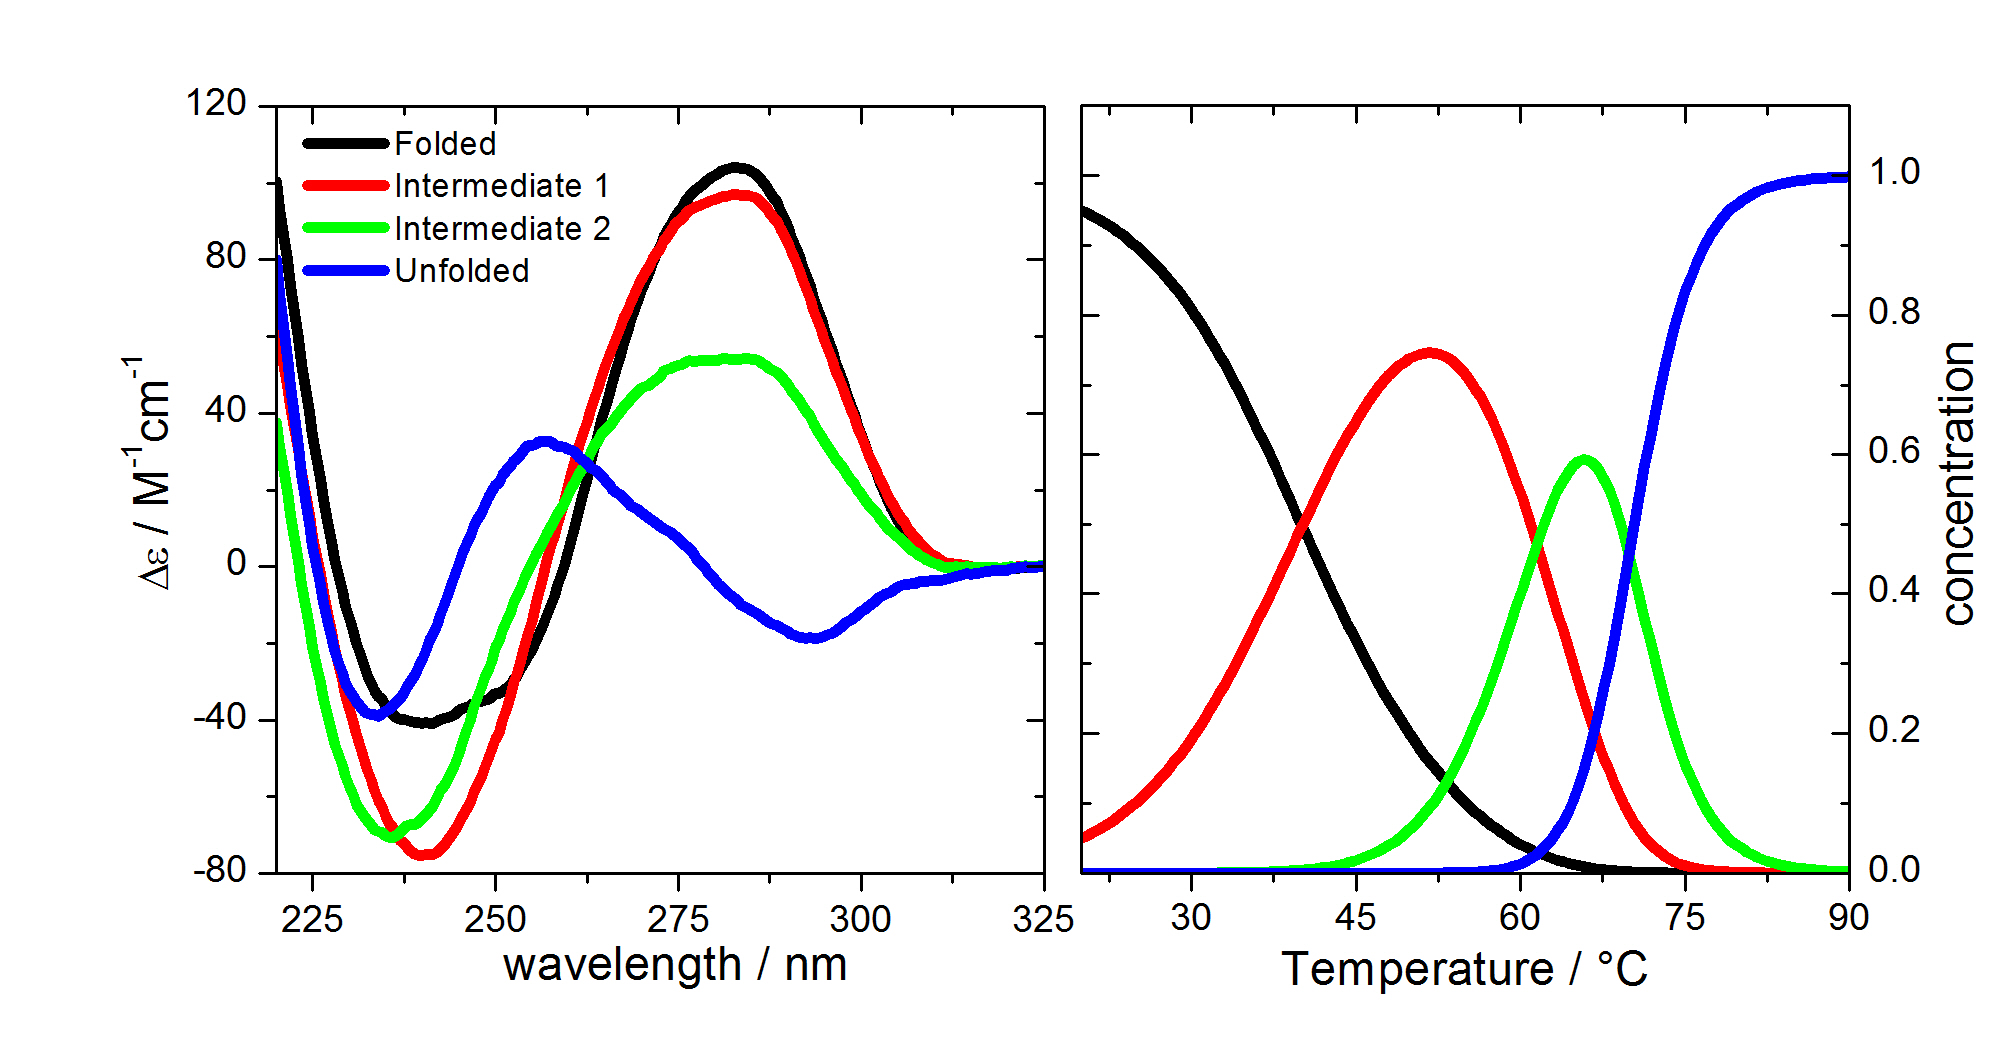 120
80
40
0
-40
-80
Δε / M-1cm-1
Folded
Intermediate 1
Intermediate 2
Unfolded
225 250 275 300 325
wavelength / nm
1.0
0.8
0.6
0.4
0.2
0.0
concentration
30 45 60 75 90
Temperature / °C